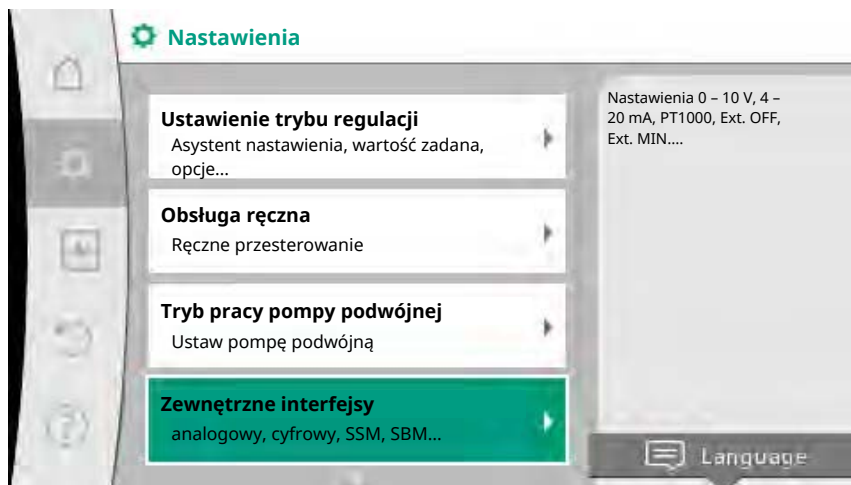 Nastawienia
Ustawienie trybu regulacji
Asystent nastawienia, wartość zadana,
opcje...
Obsługa ręczna
Ręczne przesterowanie
Tryb pracy pompy podwójnej
Ustaw pompę podwójną
Zewnętrzne interfejsy
analogowy, cyfrowy, SSM, SBM...
Nastawienia 0 – 10 V, 4 –
20 mA, PT1000, Ext. OFF,
Ext. MIN....
Language